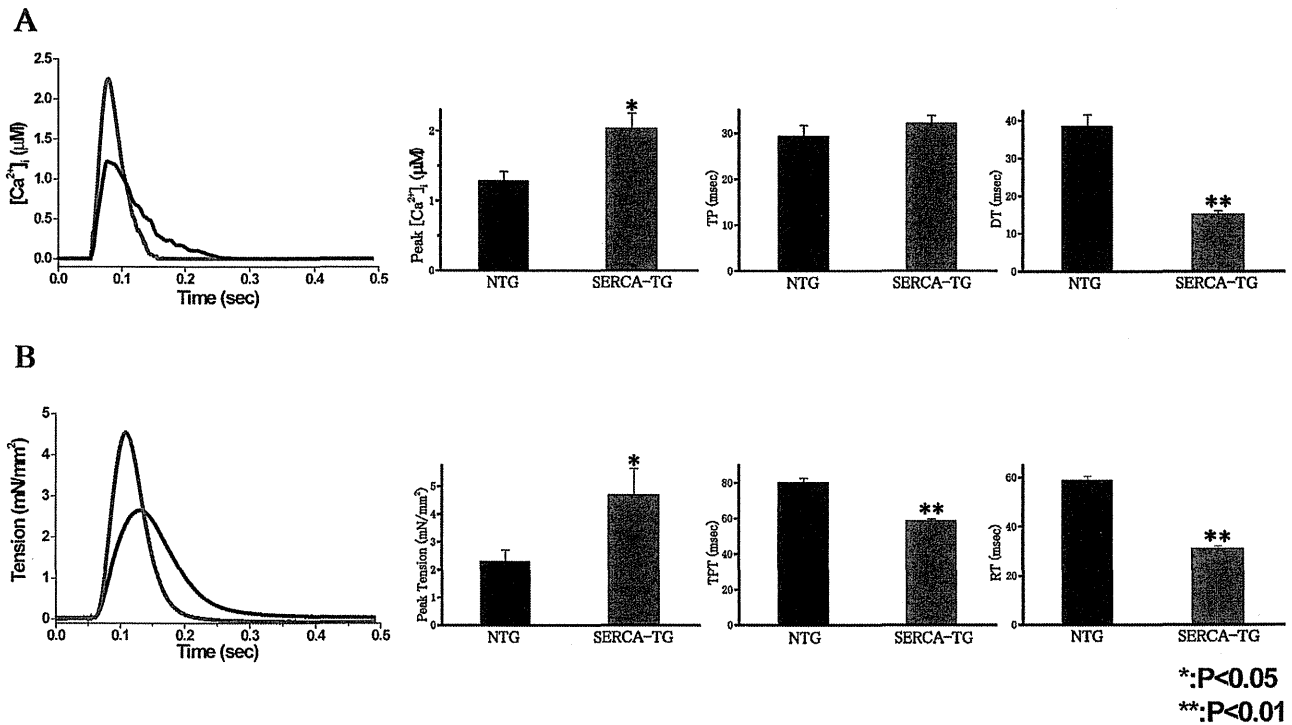 A
[Ca²⁺]ᵢ (µM)
2.5
2.0
1.5
1.0
0.5
0.0
0.0 0.1 0.2 0.3 0.4 0.5
Time (sec)
Peak [Ca²⁺]ᵢ (µM)
2
1
0
*
NTG SERCA-TG
TP (msec)
30
20
10
0
NTG SERCA-TG
DT (msec)
40
30
20
10
0
**
NTG SERCA-TG
B
Tension (mN/mm²)
5
4
3
2
1
0
0.0 0.1 0.2 0.3 0.4 0.5
Time (sec)
Peak Tension (mN/mm²)
5
4
3
2
1
0
*
NTG SERCA-TG
TPT (msec)
80
60
40
20
0
**
NTG SERCA-TG
RT (msec)
60
40
20
0
**
NTG SERCA-TG
*:P<0.05
**:P<0.01